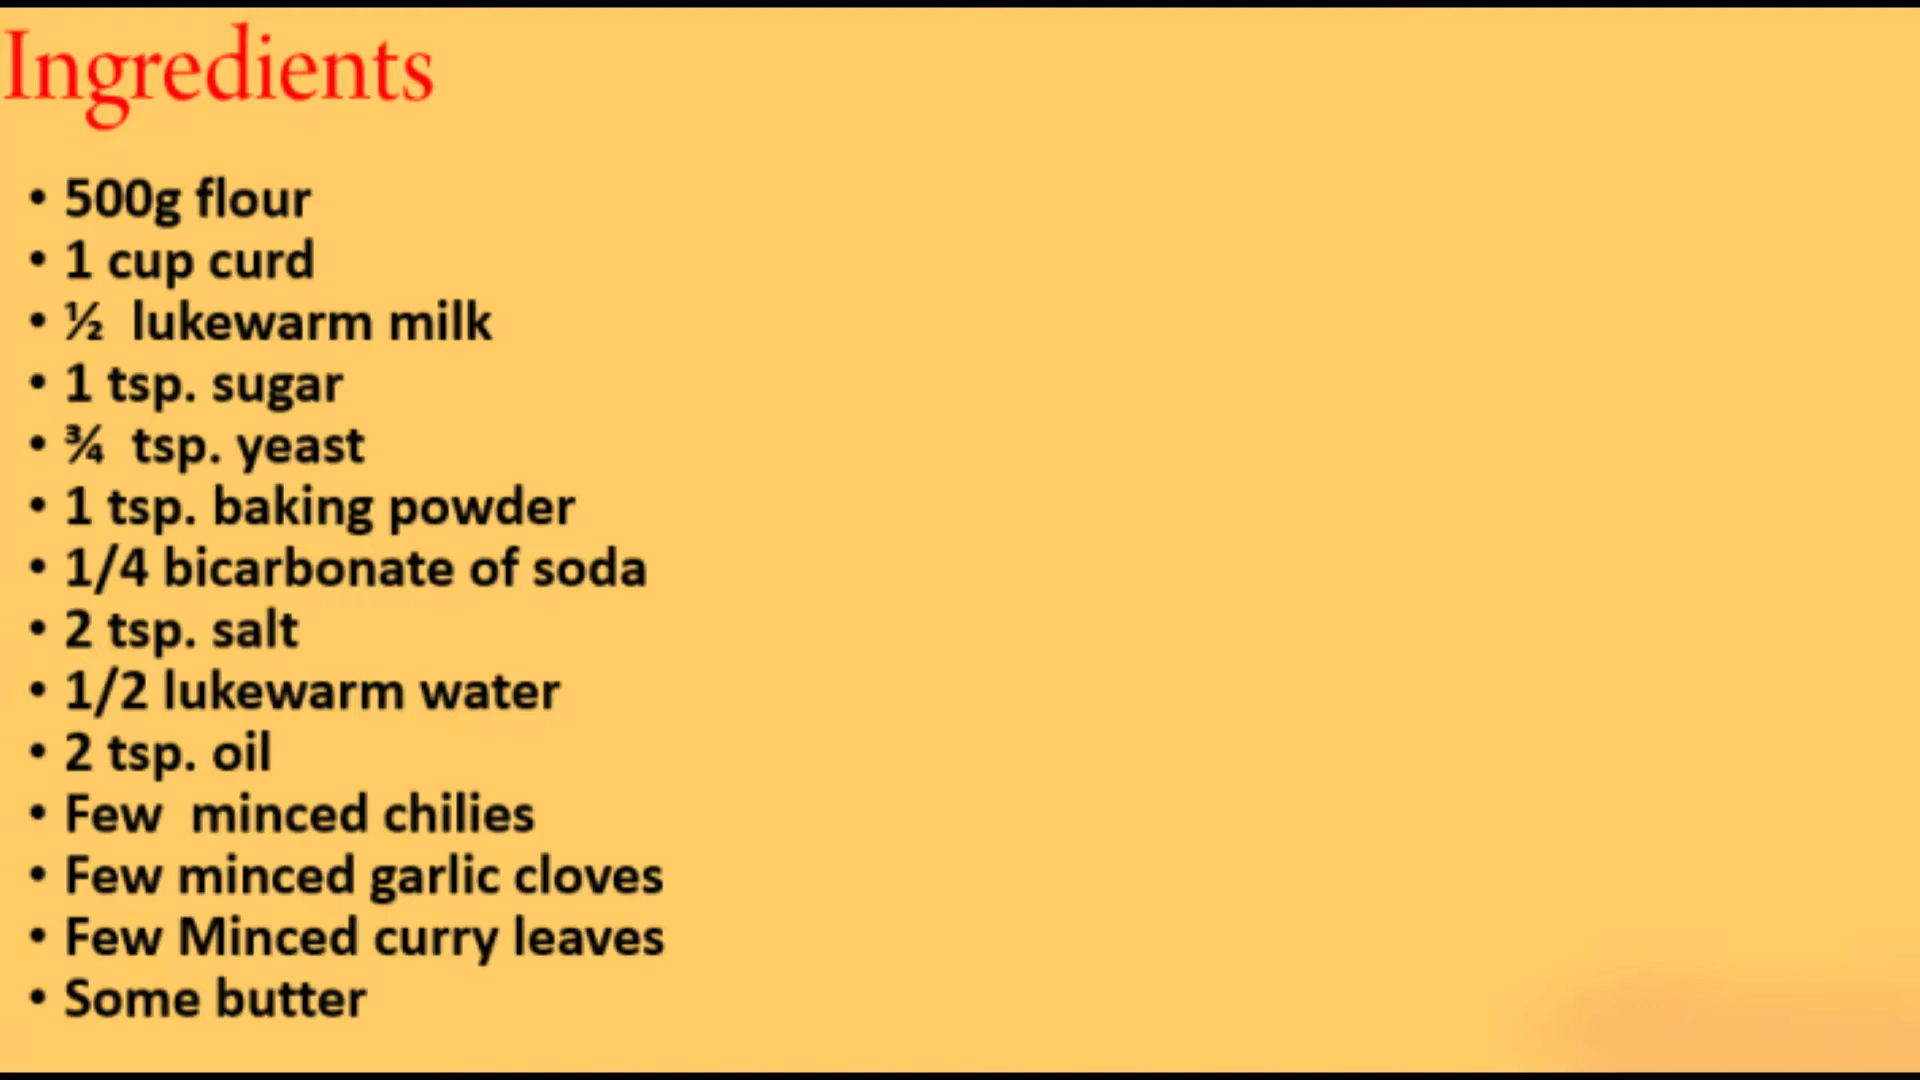 Ingredients
• 500g flour
• 1 cup curd
• ½  lukewarm milk
• 1 tsp. sugar
• ¾  tsp. yeast
• 1 tsp. baking powder
• 1/4 bicarbonate of soda
• 2 tsp. salt
• 1/2 lukewarm water
• 2 tsp. oil
• Few  minced chilies
• Few minced garlic cloves
• Few Minced curry leaves
• Some butter